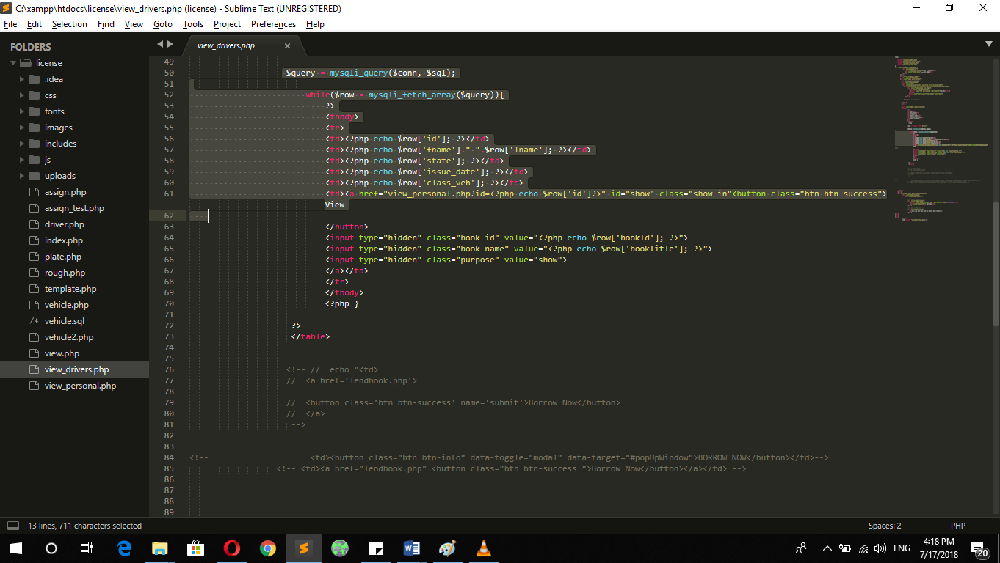 C:\xampp\htdocs\license\view_drivers.php (license) - Sublime Text (UNREGISTERED)
File Edit Selection Find View Goto Tools Project Preferences Help
FOLDERS
license
.idea
css
fonts
images
includes
js
uploads
assign.php
assign_test.php
driver.php
index.php
plate.php
rough.php
template.php
vehicle.php
/* vehicle.sql
vehicle2.php
view.php
view_drivers.php
view_personal.php
view_drivers.php ×
49
50 $query = mysqli_query($conn, $sql);
51
52 while($row = mysqli_fetch_array($query)){
53 ?>
54 <tbody>
55 <tr>
56 <td><?php echo $row['id']; ?></td>
57 <td><?php echo $row['fname']." ".$row['lname']; ?></td>
58 <td><?php echo $row['state']; ?></td>
59 <td><?php echo $row['issue_date']; ?></td>
60 <td><?php echo $row['class_veh']; ?></td>
61 <td><a href="view_personal.php?id=<?php echo $row['id']?>" id="show" class="show-in"<button class="btn btn-success">
View
62
63 </button>
64 <input type="hidden" class="book-id" value="<?php echo $row['bookId']; ?>">
65 <input type="hidden" class="book-name" value="<?php echo $row['bookTitle']; ?>">
66 <input type="hidden" class="purpose" value="show">
67 </a></td>
68 </tr>
69 </tbody>
70 <?php }
71
72 ?>
73 </table>
74
75
76 <!-- // echo "<td>
77 // <a href='lendbook.php'>
78
79 // <button class='btn btn-success' name='submit'>Borrow Now</button>
80 // </a>
81 -->
82
83
84 <!-- <td><button class="btn btn-info" data-toggle="modal" data-target="#popUpWindow">BORROW NOW</button></td>-->
85 <!-- <td><a href="lendbook.php" <button class="btn btn-success ">Borrow Now</button></a></td> -->
86
87
88
89
13 lines, 711 characters selected Spaces: 2 PHP
ENG 4:18 PM
7/17/2018
20